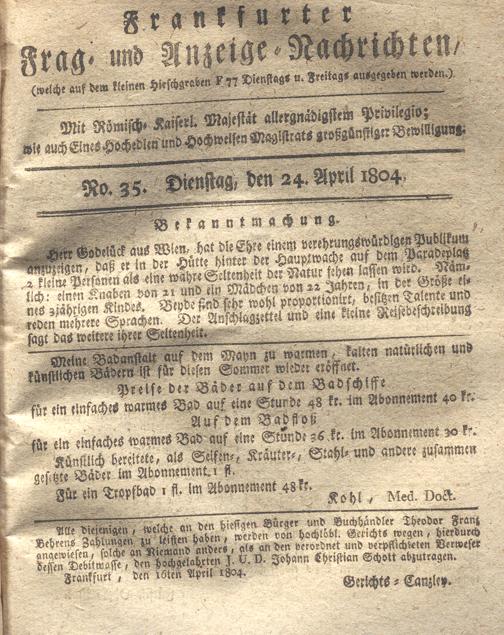 Frankfurter
Frag- und Anzeige-Nachrichten,
(welche auf dem kleinen Hirschgraben F 77 Dienstags u. Freitags ausgegeben werden.)
Mit Römisch-Kaiserl. Majestät allergnädigstem Privilegio;
wie auch Eines Hochedlen und Hochweisen Magistrats großgünstiger Bewilligung.
No. 35. Dienstag, den 24. April 1804.
Bekanntmachung.
Herr Godelück aus Wien, hat die Ehre einem verehrungswürdigen Publikum
anzuzeigen, daß er in der Hütte hinter der Hauptwache auf dem Paradeplatz
2 kleine Personen als eine wahre Seltenheit der Natur sehen lassen wird. Näm-
lich: einen Knaben von 21 und ein Mädchen von 22 Jahren, in der Größe ei-
nes 3jährigen Kindes. Beyde sind sehr wohl proportionirt, besitzen Talente und
reden mehrere Sprachen. Der Anschlagzettel und eine kleine Reisebeschreibung
sagt das weitere ihrer Seltenheit.
Meine Badanstalt auf dem Mayn zu warmen, kalten natürlichen und
künstlichen Bädern ist für diesen Sommer wieder eröffnet.
Preise der Bäder auf dem Badschiffe
für ein einfaches warmes Bad auf eine Stunde 48 kr. im Abonnement 40 kr.
Auf dem Badfloß
für ein einfaches warmes Bad auf eine Stunde 36 kr. im Abonnement 30 kr.
Künstlich bereitete, als Seifen-, Kräuter-, Stahl- und andere zusammen
gesetzte Bäder im Abonnement 1 fl.
Für ein Tropfbad 1 fl. im Abonnement 48 kr.
Kohl, Med. Doct.
Alle diejenigen, welche an den hiesigen Bürger und Buchhändler Theodor Franz
Behrens Zahlungen zu leisten haben, werden von hochlöbl. Gerichts wegen, hierdurch
angewiesen, solche an Niemand anders, als an den verordnet und verpflichteten Verweser
dessen Debitmasse, den hochgelahrten J. U. D. Johann Christian Schott abzutragen.
Frankfurt, den 16ten April 1804.
Gerichts-Canzley.